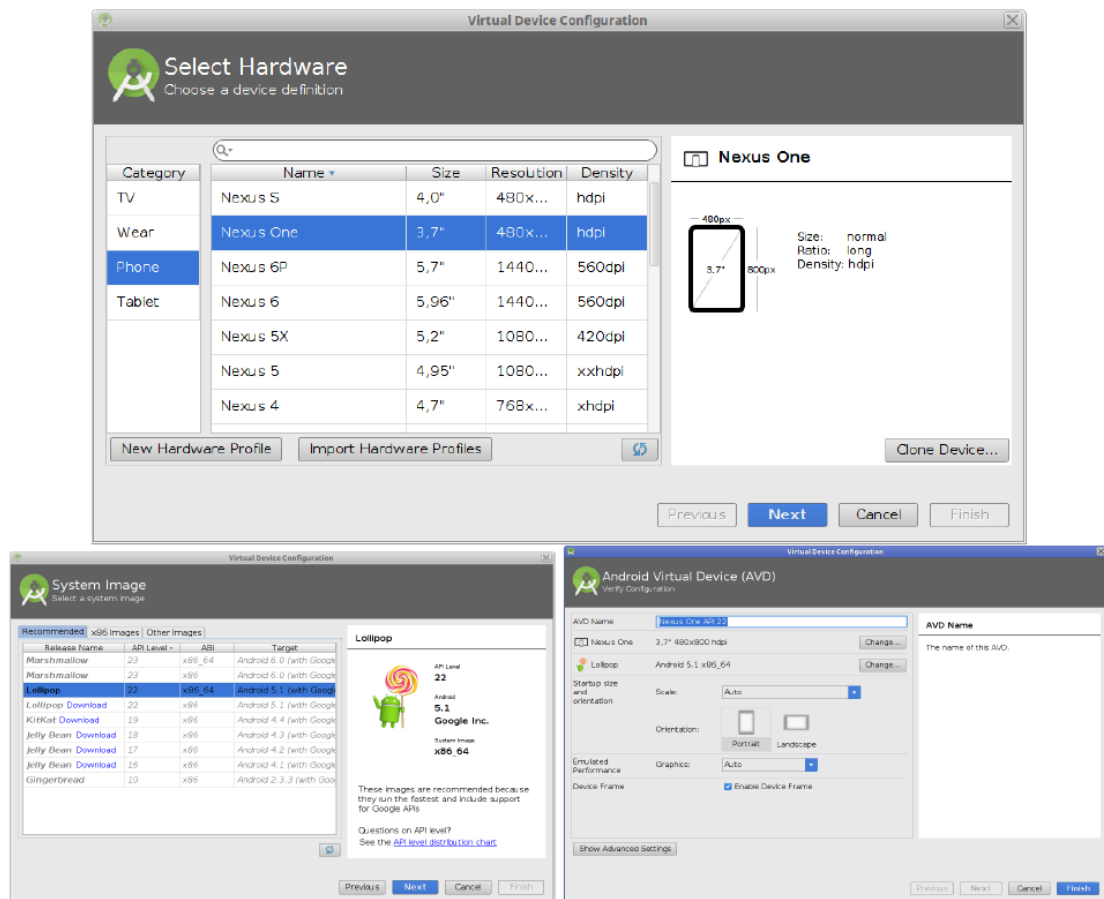 Virtual Device Configuration
Select Hardware
Choose a device definition
Category
TV
Wear
Phone
Tablet
Name Size Resolution Density
Nexus S 4,0" 480x... hdpi
Nexus One 3,7" 480x... hdpi
Nexus 6P 5,7" 1440... 560dpi
Nexus 6 5,96" 1440... 560dpi
Nexus 5X 5,2" 1080... 420dpi
Nexus 5 4,95" 1080... xxhdpi
Nexus 4 4,7" 768x... xhdpi
New Hardware Profile Import Hardware Profiles
Nexus One
480px
3,7"
800px
Size: normal
Ratio: long
Density: hdpi
Clone Device...
Previous Next Cancel Finish
Virtual Device Configuration
System Image
Select a system image
Recommended x86 Images Other Images
Release Name API Level ABI Target
Marshmallow 23 x86_64 Android 6.0 (with Google
Marshmallow 23 x86 Android 6.0 (with Google
Lollipop 22 x86_64 Android 5.1 (with Googl
Lollipop Download 22 x86 Android 5.1 (with Google
KitKat Download 19 x86 Android 4.4 (with Google
Jelly Bean Download 18 x86 Android 4.3 (with Google
Jelly Bean Download 17 x86 Android 4.2 (with Google
Jelly Bean Download 16 x86 Android 4.1 (with Google
Gingerbread 10 x86 Android 2.3.3 (with Goo
Lollipop
API Level
22
Android
5.1
Google Inc.
System Image
x86_64
These images are recommended because
they run the fastest and include support
for Google APIs
Questions on API level?
See the API level distribution chart
Previous Next Cancel Finish
Virtual Device Configuration
Android Virtual Device (AVD)
Verify Configuration
AVD Name Nexus One API 22
Nexus One 3,7" 480x800 hdpi Change...
Lollipop Android 5.1 x86_64 Change...
Startup size
and
orientation
Scale: Auto
Orientation:
Portrait Landscape
Emulated
Performance
Graphics: Auto
Device Frame Enable Device Frame
Show Advanced Settings
AVD Name
The name of this AVD.
Previous Next Cancel Finish